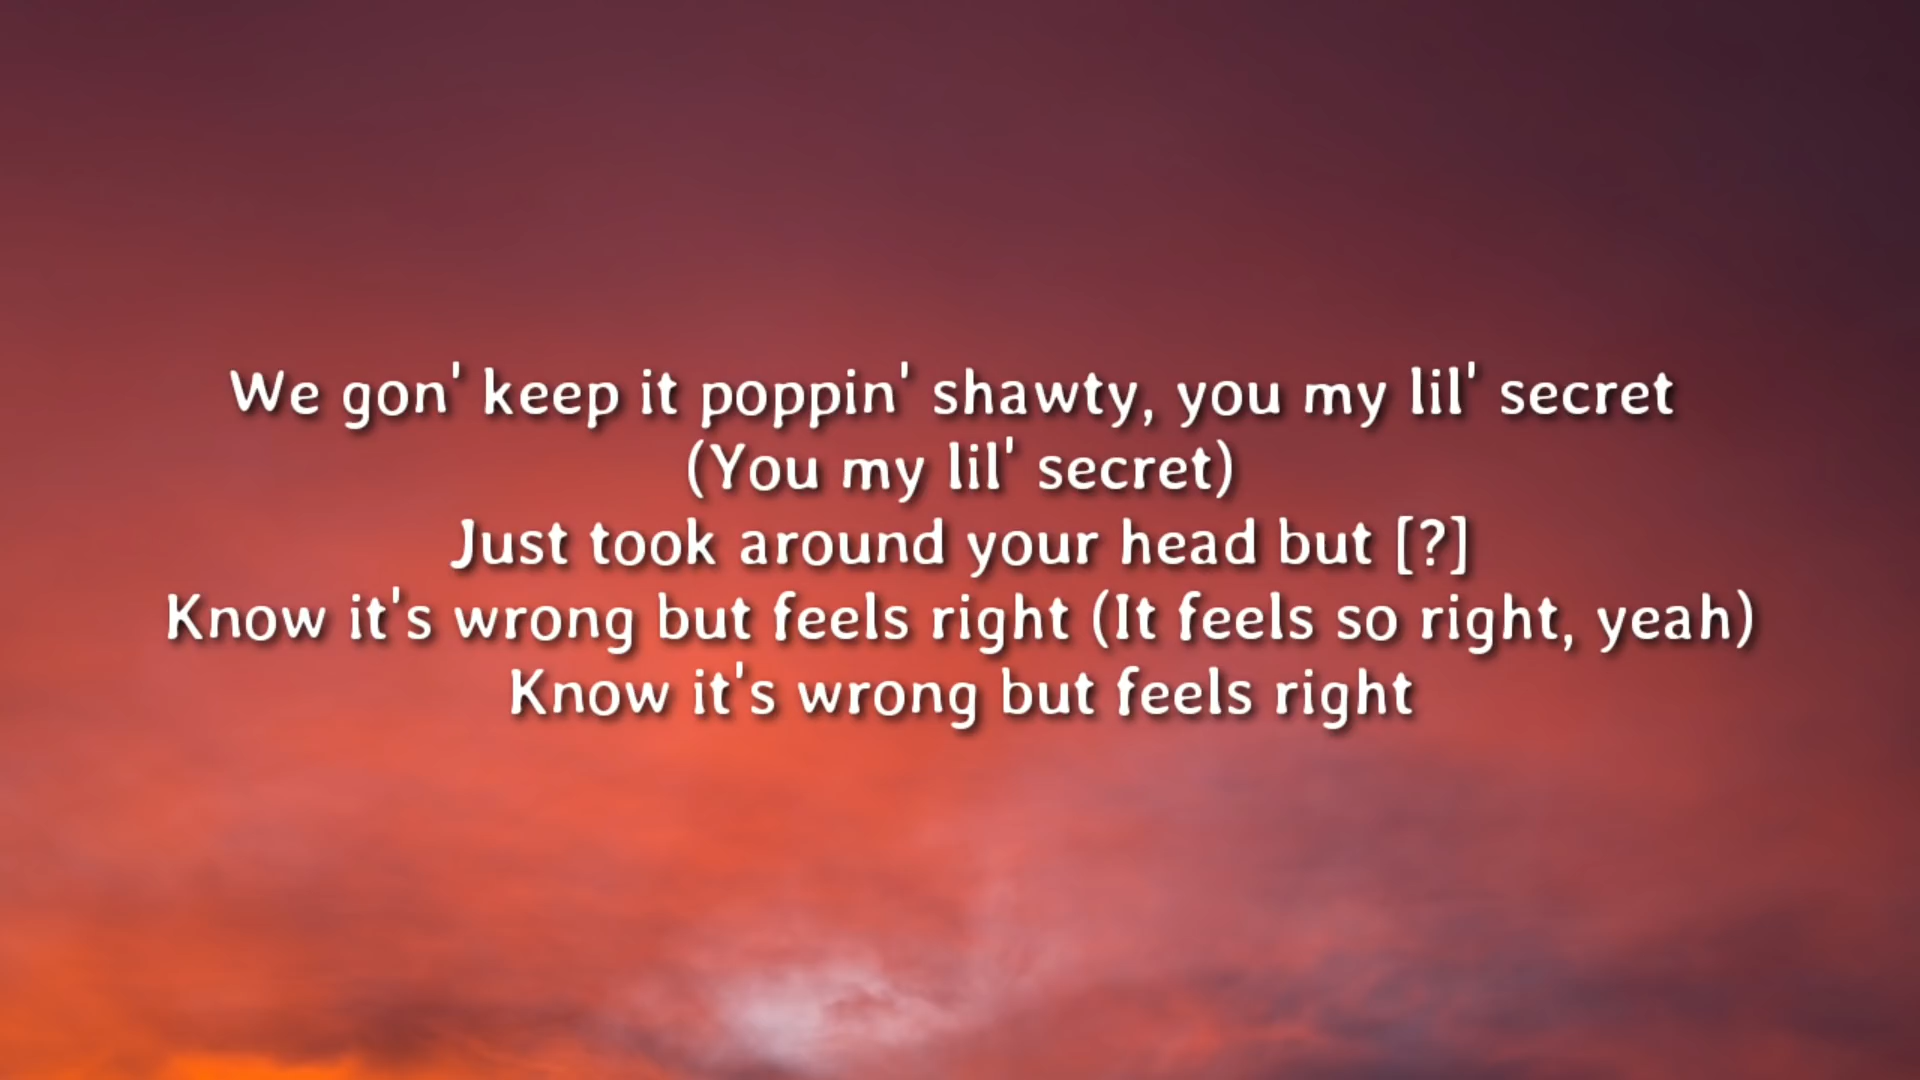 We gon' keep it poppin' shawty, you my lil' secret
(You my lil' secret)
Just took around your head but [?]
Know it's wrong but feels right (It feels so right, yeah)
Know it's wrong but feels right